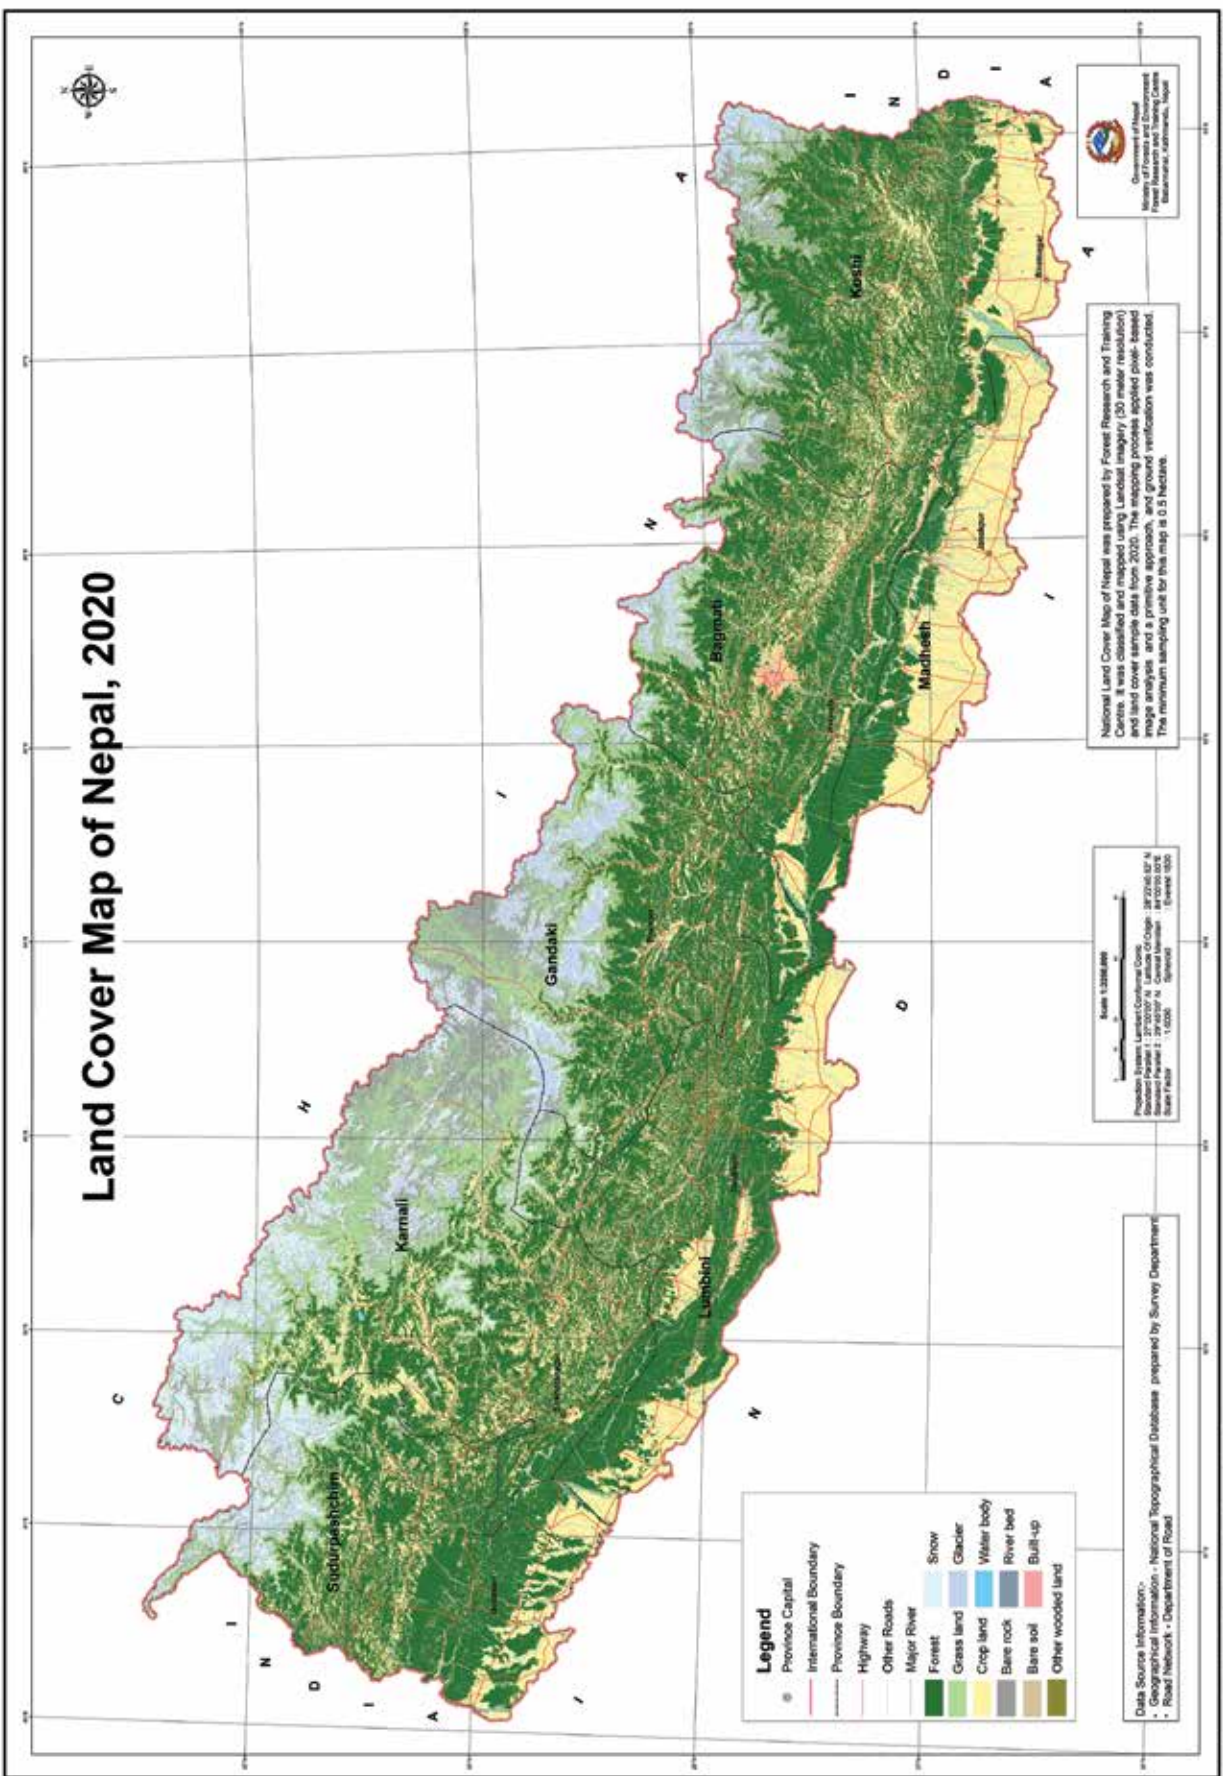 Land Cover Map of Nepal, 2020
C
H
I
N
A
I
N
D
I
A
I
N
D
I
A
I
N
D
I
A
Sudurpashchim
Karnali
Gandaki
Lumbini
Bagmati
Madhesh
Koshi
Janakpur
Biratnagar
Legend
Province Capital
International Boundary
Province Boundary
Highway
Other Roads
Major River
Forest
Snow
Grass land
Glacier
Crop land
Water body
Bare rock
River bed
Bare soil
Built-up
Other wooded land
Data Source Information:-
• Geographical Information - National Topographical Database prepared by Survey Department
• Road Network - Department of Road
Projection System: Lambert Conformal Conic
National Land Cover Map of Nepal was prepared by Forest Research and Training
Centre. It was classified and mapped using Landsat imagery (30 meter resolution)
and land cover sample data from 2020. The mapping process applied pixel- based
image analysis and a primitive approach, and ground verification was conducted.
The minimum sampling unit for this map is 0.5 hectare.
Government of Nepal
Ministry of Forests and Environment
Forest Research and Training Centre
Babarmahal, Kathmandu, Nepal